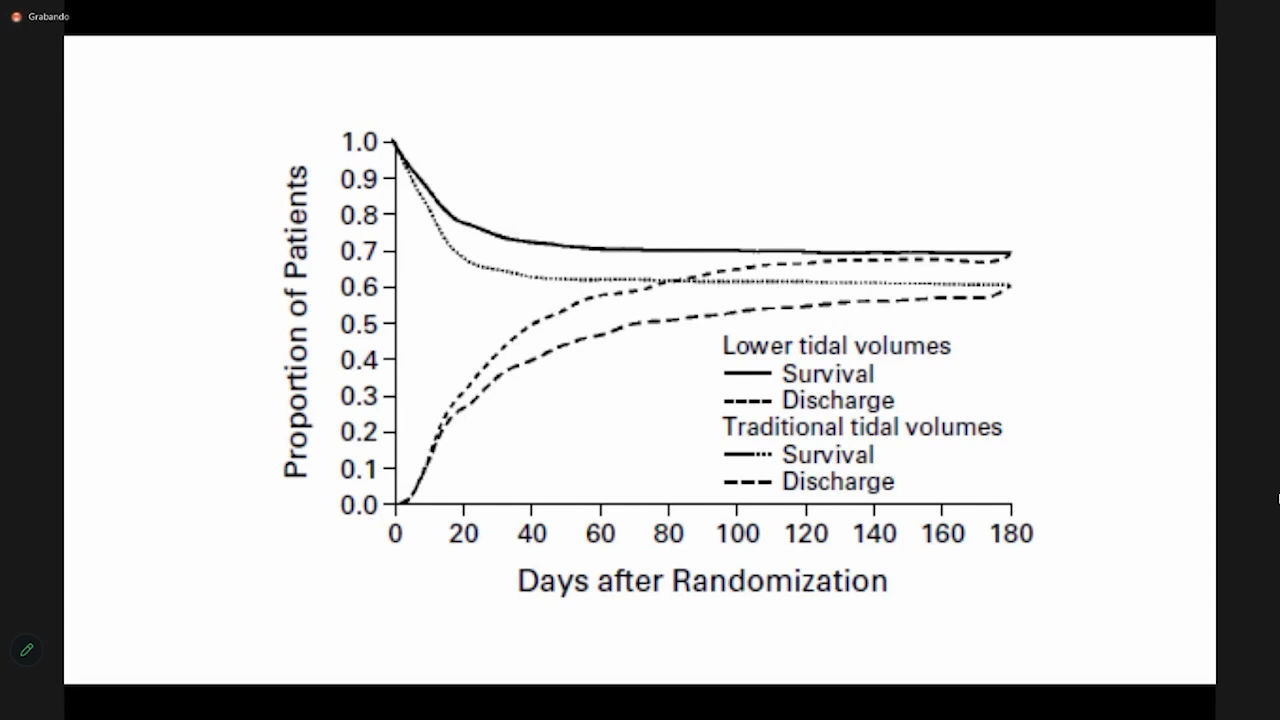 Grabando
Proportion of Patients
1.0
0.9
0.8
0.7
0.6
0.5
0.4
0.3
0.2
0.1
0.0
Lower tidal volumes
Survival
Discharge
Traditional tidal volumes
Survival
Discharge
0 20 40 60 80 100 120 140 160 180
Days after Randomization